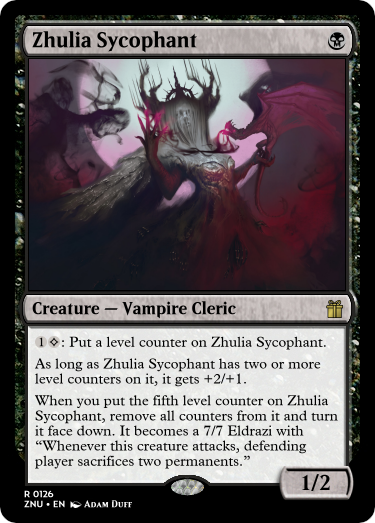 Zhulia Sycophant
Creature — Vampire Cleric
1◇: Put a level counter on Zhulia Sycophant.
As long as Zhulia Sycophant has two or more
level counters on it, it gets +2/+1.
When you put the fifth level counter on Zhulia
Sycophant, remove all counters from it and turn
it face down. It becomes a 7/7 Eldrazi with
“Whenever this creature attacks, defending
player sacrifices two permanents.”
1/2
R 0126
ZNU • EN Adam Duff